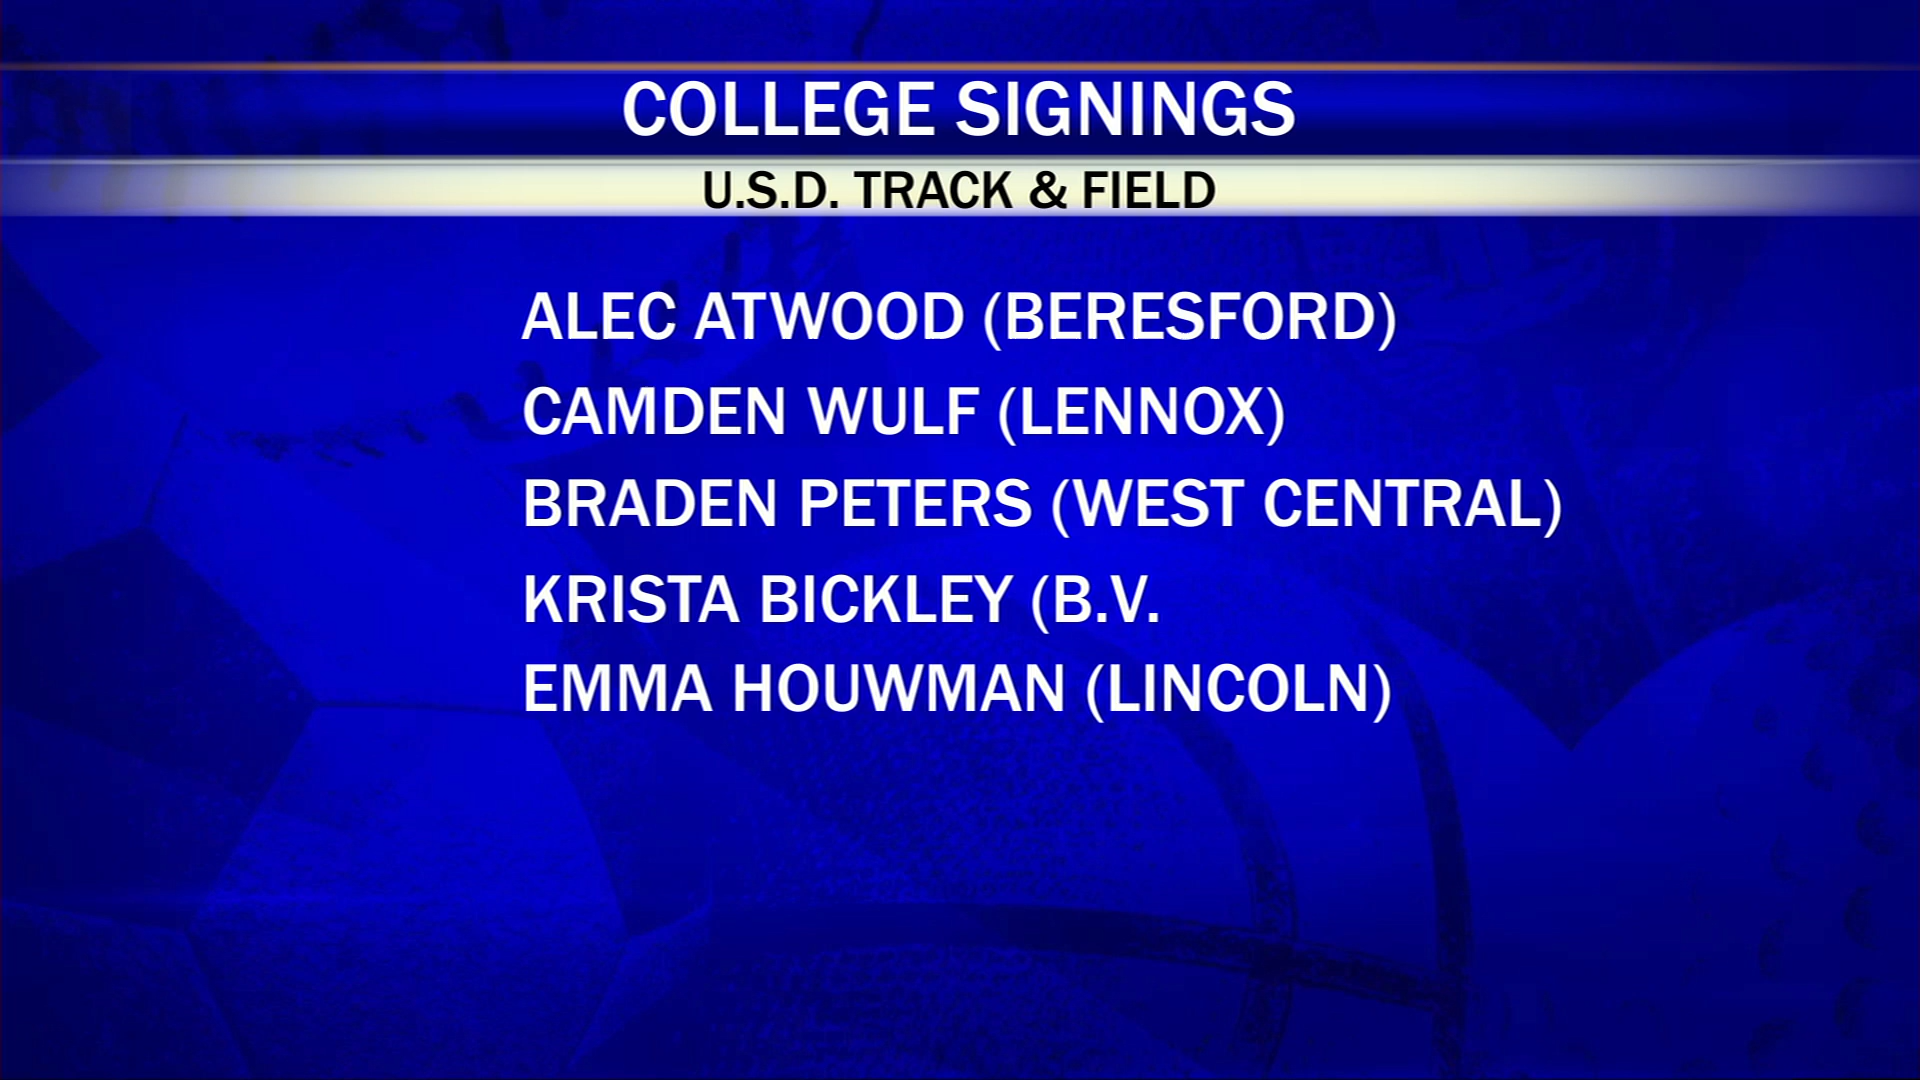 COLLEGE SIGNINGS
U.S.D. TRACK & FIELD
ALEC ATWOOD (BERESFORD)
CAMDEN WULF (LENNOX)
BRADEN PETERS (WEST CENTRAL)
KRISTA BICKLEY (B.V.
EMMA HOUWMAN (LINCOLN)